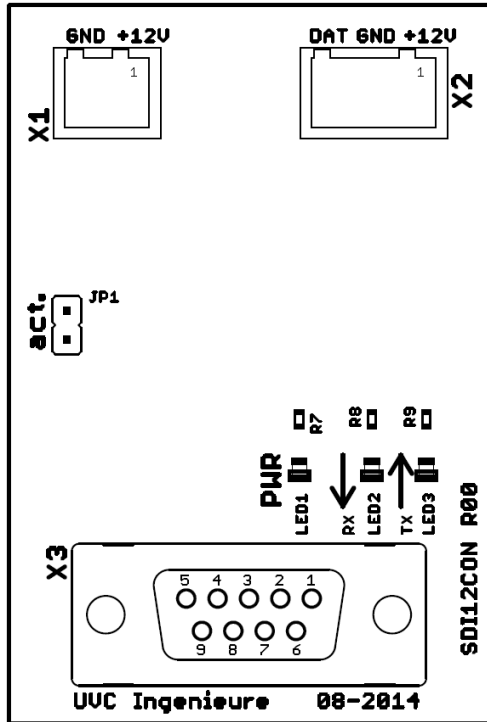 GND +12V
DAT GND +12V
1
1
X1
X2
JP1
act.
R7
R8
R9
PWR
LED1
RX
LED2
TX
LED3
SDI12CON R00
X3
5 4 3 2 1
9 8 7 6
UVC Ingenieure 08-2014